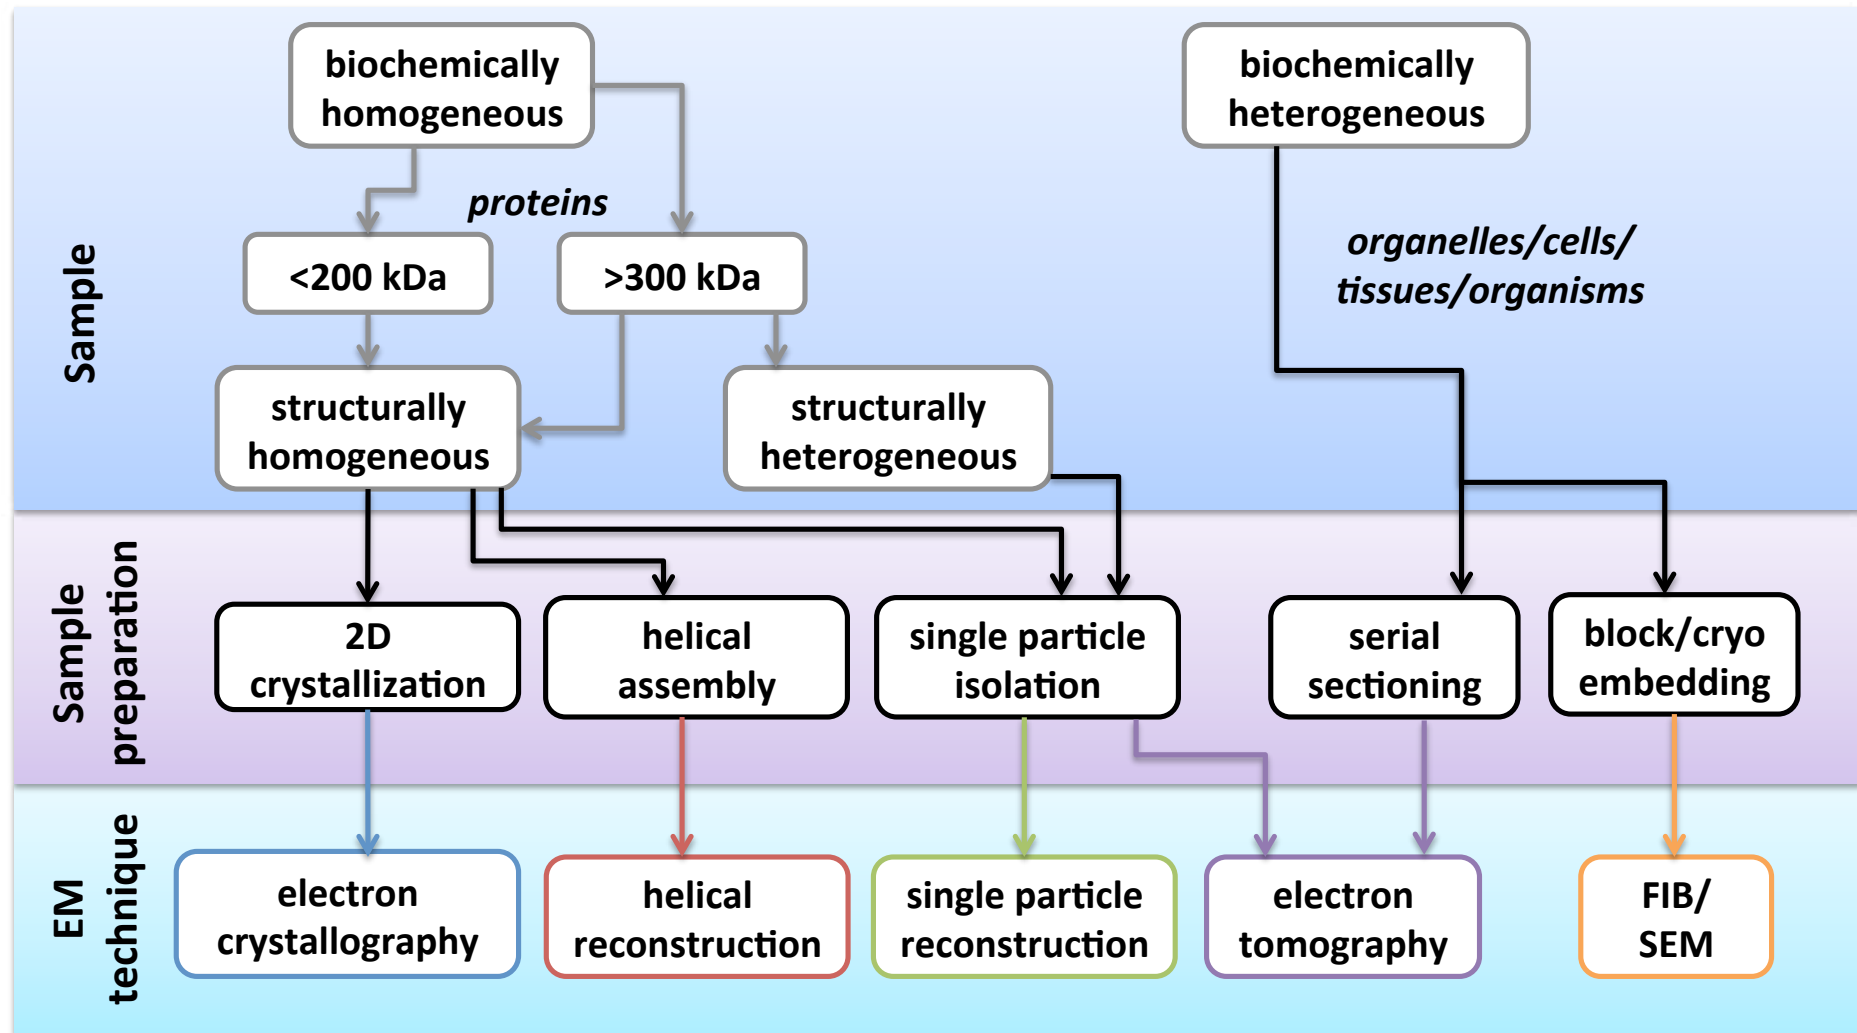 biochemically
homogeneous
biochemically
heterogeneous
proteins
organelles/cells/
tissues/organisms
<200 kDa
>300 kDa
Sample
structurally
homogeneous
structurally
heterogeneous
Sample
preparation
2D
crystallization
helical
assembly
single particle
isolation
serial
sectioning
block/cryo
embedding
EM
technique
electron
crystallography
helical
reconstruction
single particle
reconstruction
electron
tomography
FIB/
SEM